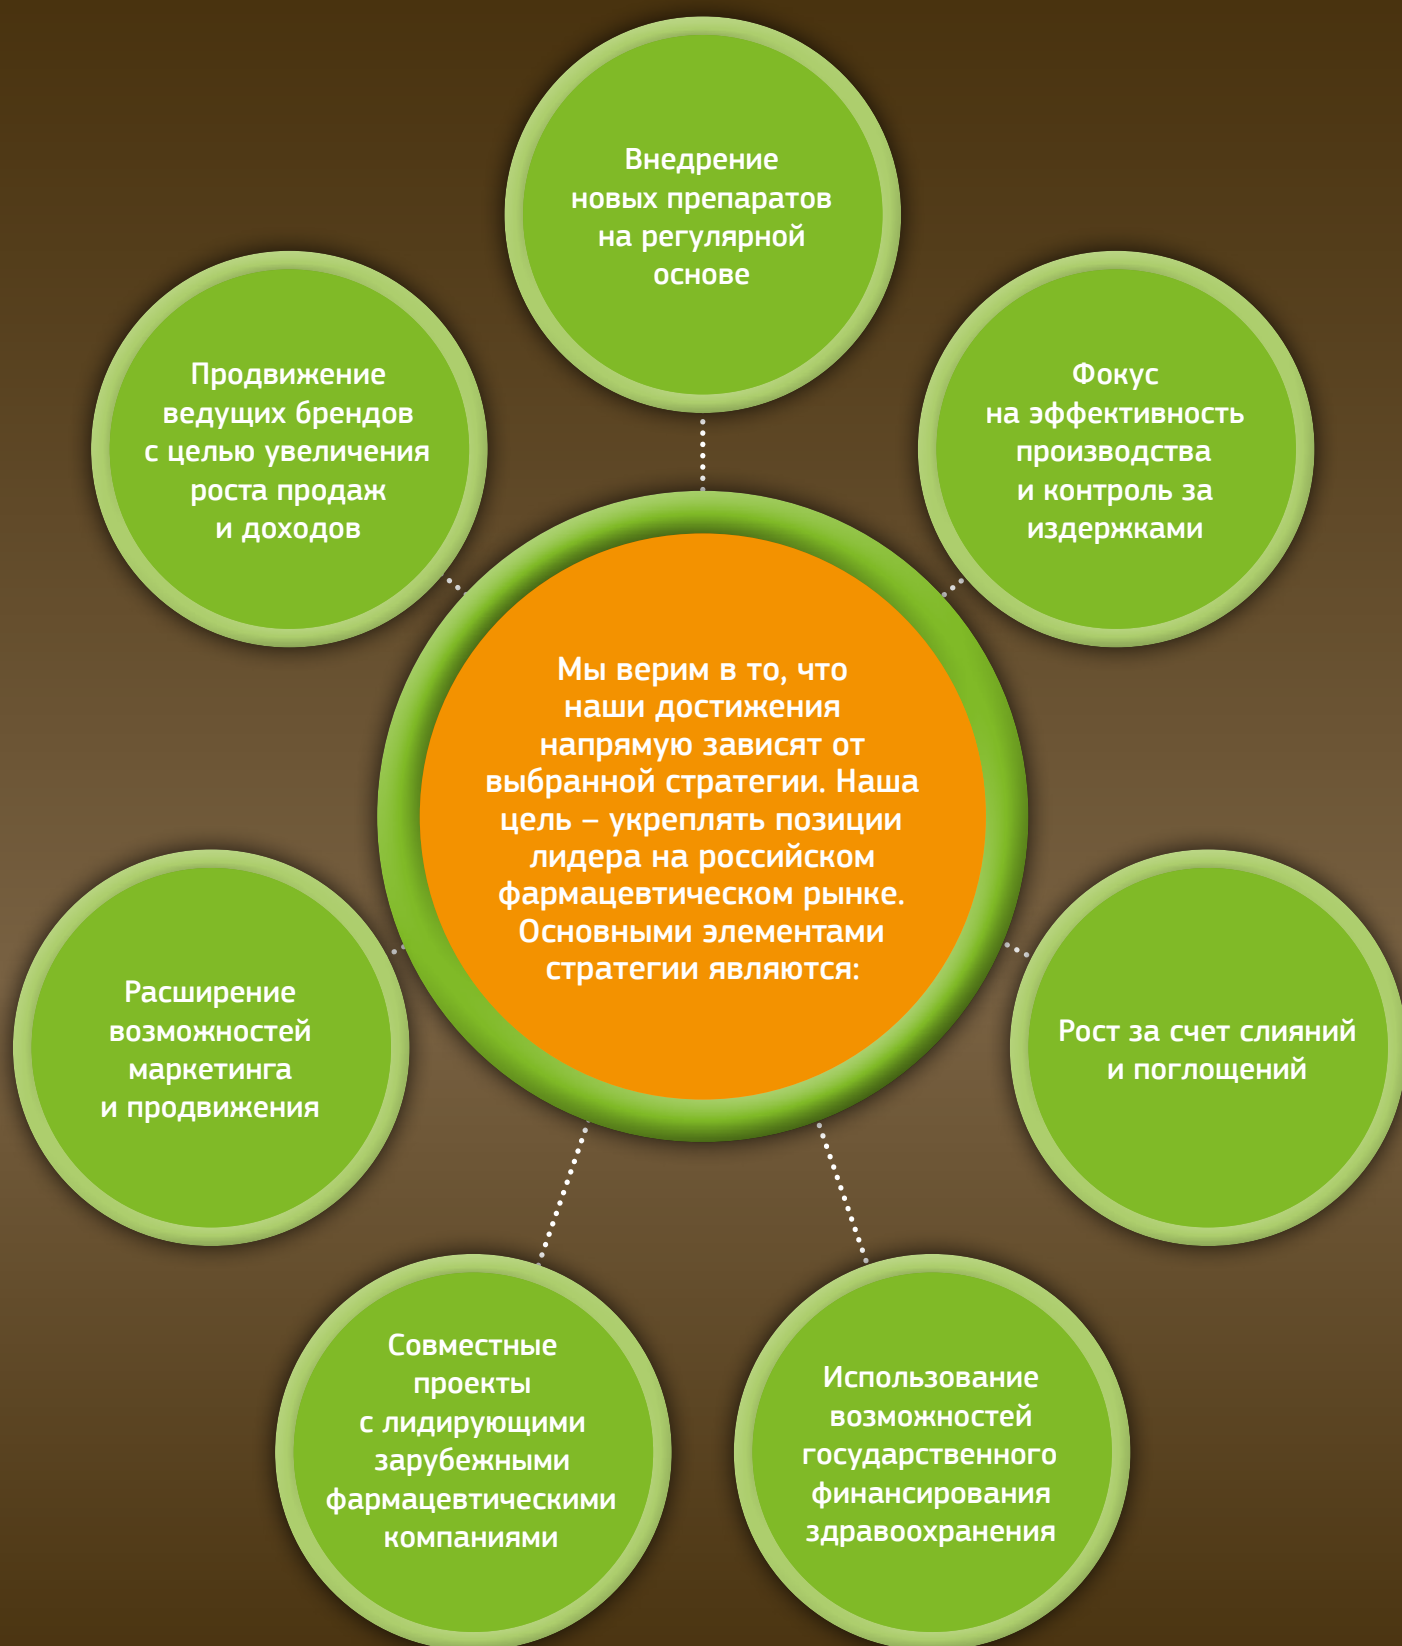 Внедрение
новых препаратов
на регулярной
основе
Продвижение
ведущих брендов
с целью увеличения
роста продаж
и доходов
Фокус
на эффективность
производства
и контроль за
издержками
Мы верим в то, что
наши достижения
напрямую зависят от
выбранной стратегии. Наша
цель – укреплять позиции
лидера на российском
фармацевтическом рынке.
Основными элементами
стратегии являются:
Расширение
возможностей
маркетинга
и продвижения
Рост за счет слияний
и поглощений
Совместные
проекты
с лидирующими
зарубежными
фармацевтическими
компаниями
Использование
возможностей
государственного
финансирования
здравоохранения